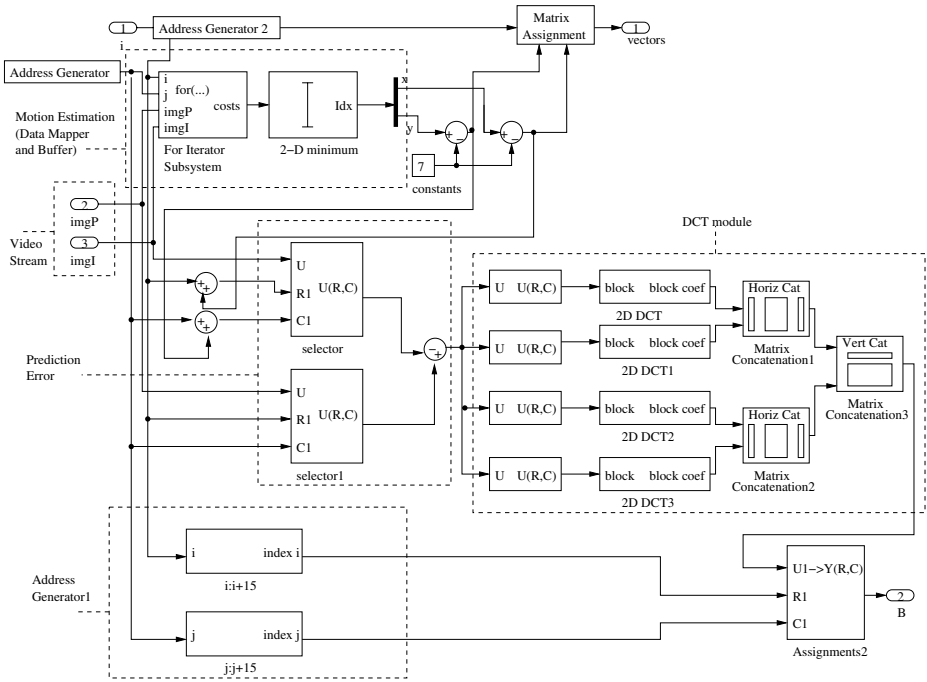 1
i
Address Generator 2
Matrix
Assignment
1
vectors
Address Generator
i
j
imgP
imgI
for(...)
costs
For Iterator
Subsystem
Idx
2−D minimum
x
y
+
−
+
−
7
constants
Motion Estimation
(Data Mapper
and Buffer)
2
imgP
3
imgI
Video
Stream
DCT module
+
+
+
+
U
R1
C1
U(R,C)
selector
U
R1
C1
U(R,C)
selector1
−
+
Prediction
Error
U U(R,C)
block block coef
2D DCT
U U(R,C)
block block coef
2D DCT1
U U(R,C)
block block coef
2D DCT2
U U(R,C)
block block coef
2D DCT3
Horiz Cat
Matrix
Concatenation1
Horiz Cat
Matrix
Concatenation2
Vert Cat
Matrix
Concatenation3
Address
Generator1
i index i
i:i+15
j index j
j:j+15
U1−>Y(R,C)
R1
C1
Assignments2
2
B